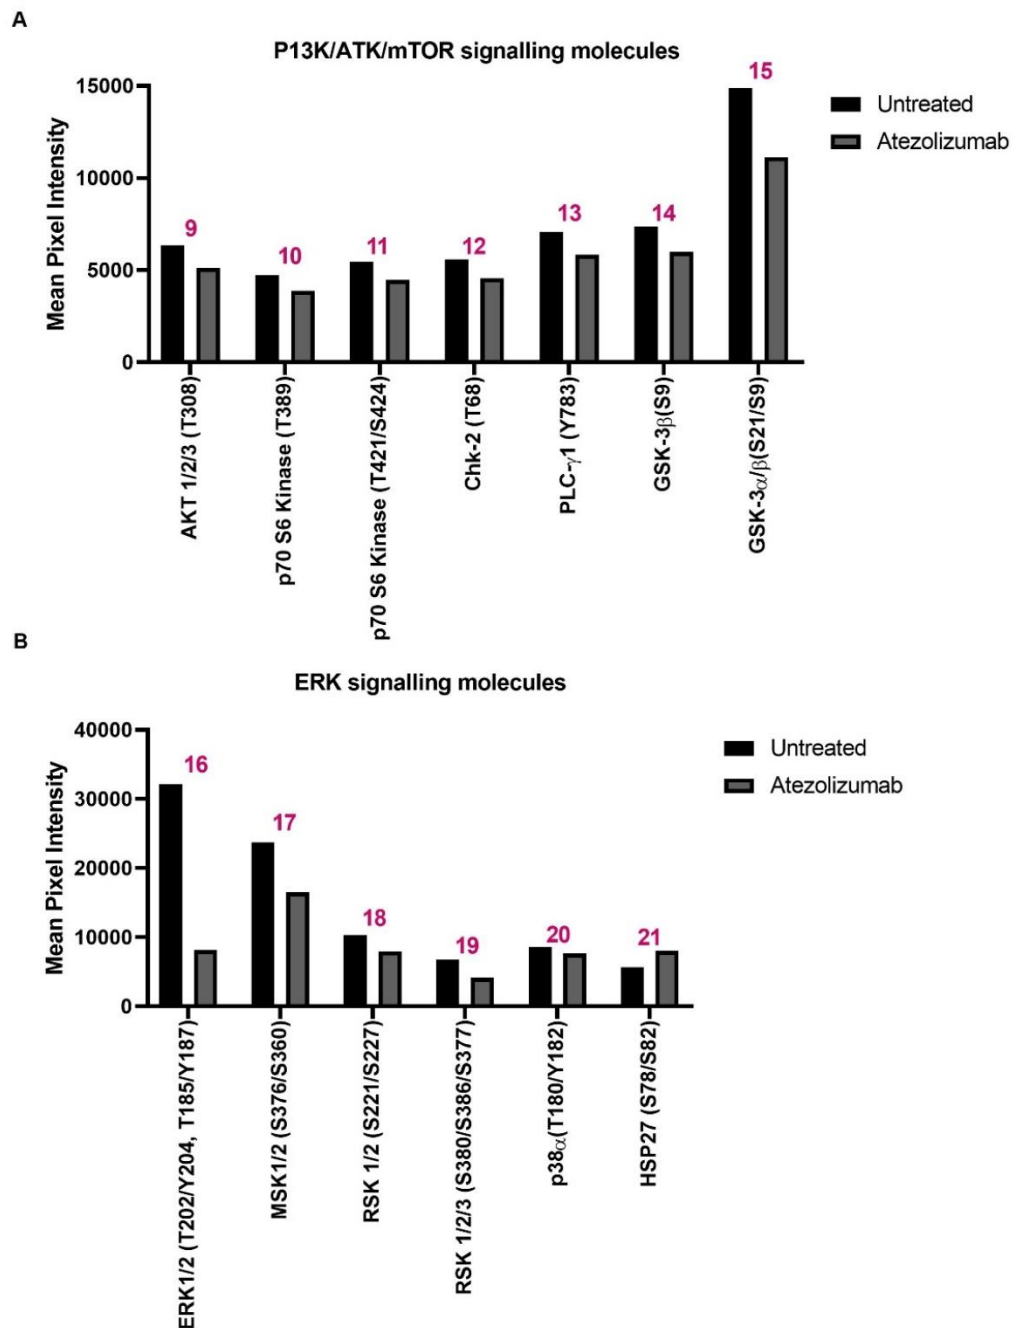 A
P13K/ATK/mTOR signalling molecules
Mean Pixel Intensity
15000
10000
5000
0
9
10
11
12
13
14
15
Untreated
Atezolizumab
AKT 1/2/3 (T308)
p70 S6 Kinase (T389)
p70 S6 Kinase (T421/S424)
Chk-2 (T68)
PLC-γ1 (Y783)
GSK-3β(S9)
GSK-3α/β(S21/S9)
B
ERK signalling molecules
Mean Pixel Intensity
40000
30000
20000
10000
0
16
17
18
19
20
21
Untreated
Atezolizumab
ERK1/2 (T202/Y204, T185/Y187)
MSK1/2 (S376/S360)
RSK 1/2 (S221/S227)
RSK 1/2/3 (S380/S386/S377)
p38α(T180/Y182)
HSP27 (S78/S82)